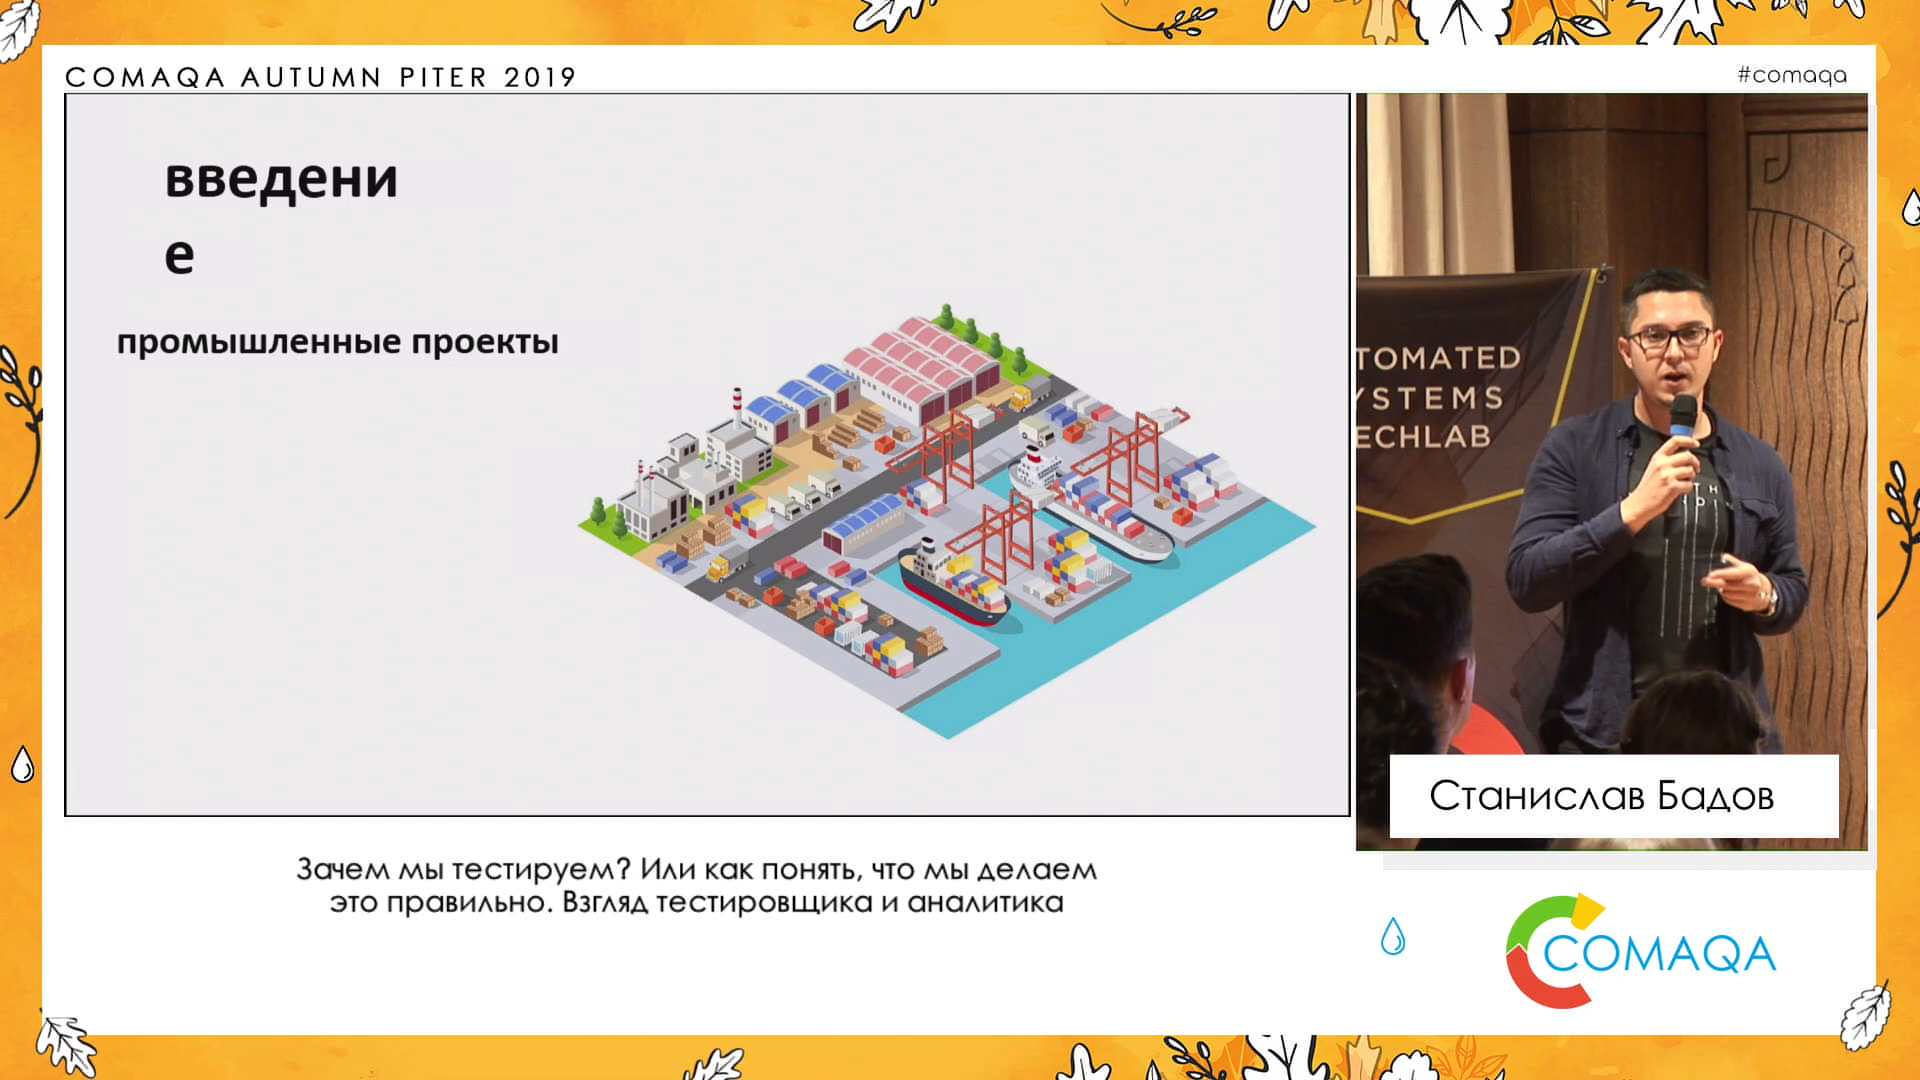 COMAQA AUTUMN PITER 2019
#comaqa
введени
е
промышленные проекты
TOMATED
YSTEMS
ECHLAB
Станислав Бадов
Зачем мы тестируем? Или как понять, что мы делаем
это правильно. Взгляд тестировщика и аналитика
COMAQA